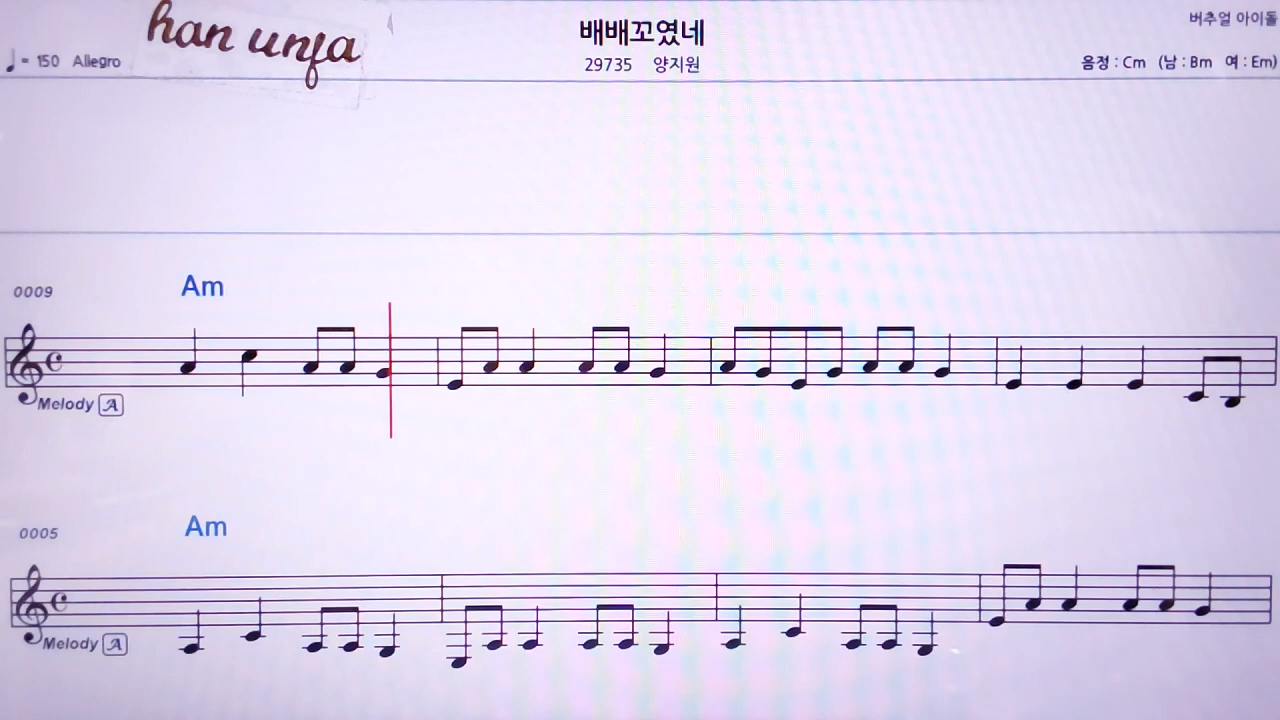 han unfa
배배꼬였네
버추얼 아이돌
♩= 150 Allegro
29735 양지원
음정 : Cm (남 : Bm 여 : Em)
0009
Am
Melody A
0005
Am
Melody A